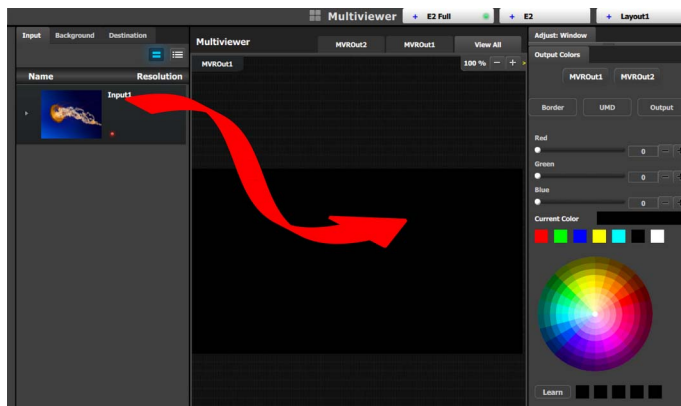 Multiviewer + E2 Full + E2 + Layout1
Input Background Destination
Name Resolution
Input1
Multiviewer MVROut2 MVROut1 View All
MVROut1 100 % − +
Adjust: Window
Output Colors
MVROut1 MVROut2
Border UMD Output
Red
0
Green
0
Blue
0
Current Color
Learn